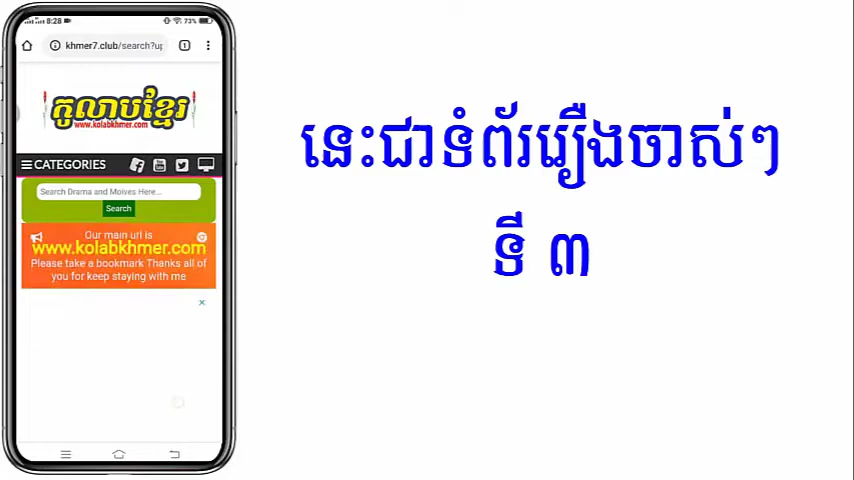 8:28
73%
khmer7.club/search?up
1
កូលាបខ្មែរ
www.kolabkhmer.com
CATEGORIES
Search Drama and Moives Here...
Search
Our main url is
www.kolabkhmer.com
Please take a bookmark Thanks all of
you for keep staying with me
នេះជាទំព័ររឿងចាស់ៗ
ទី ៣